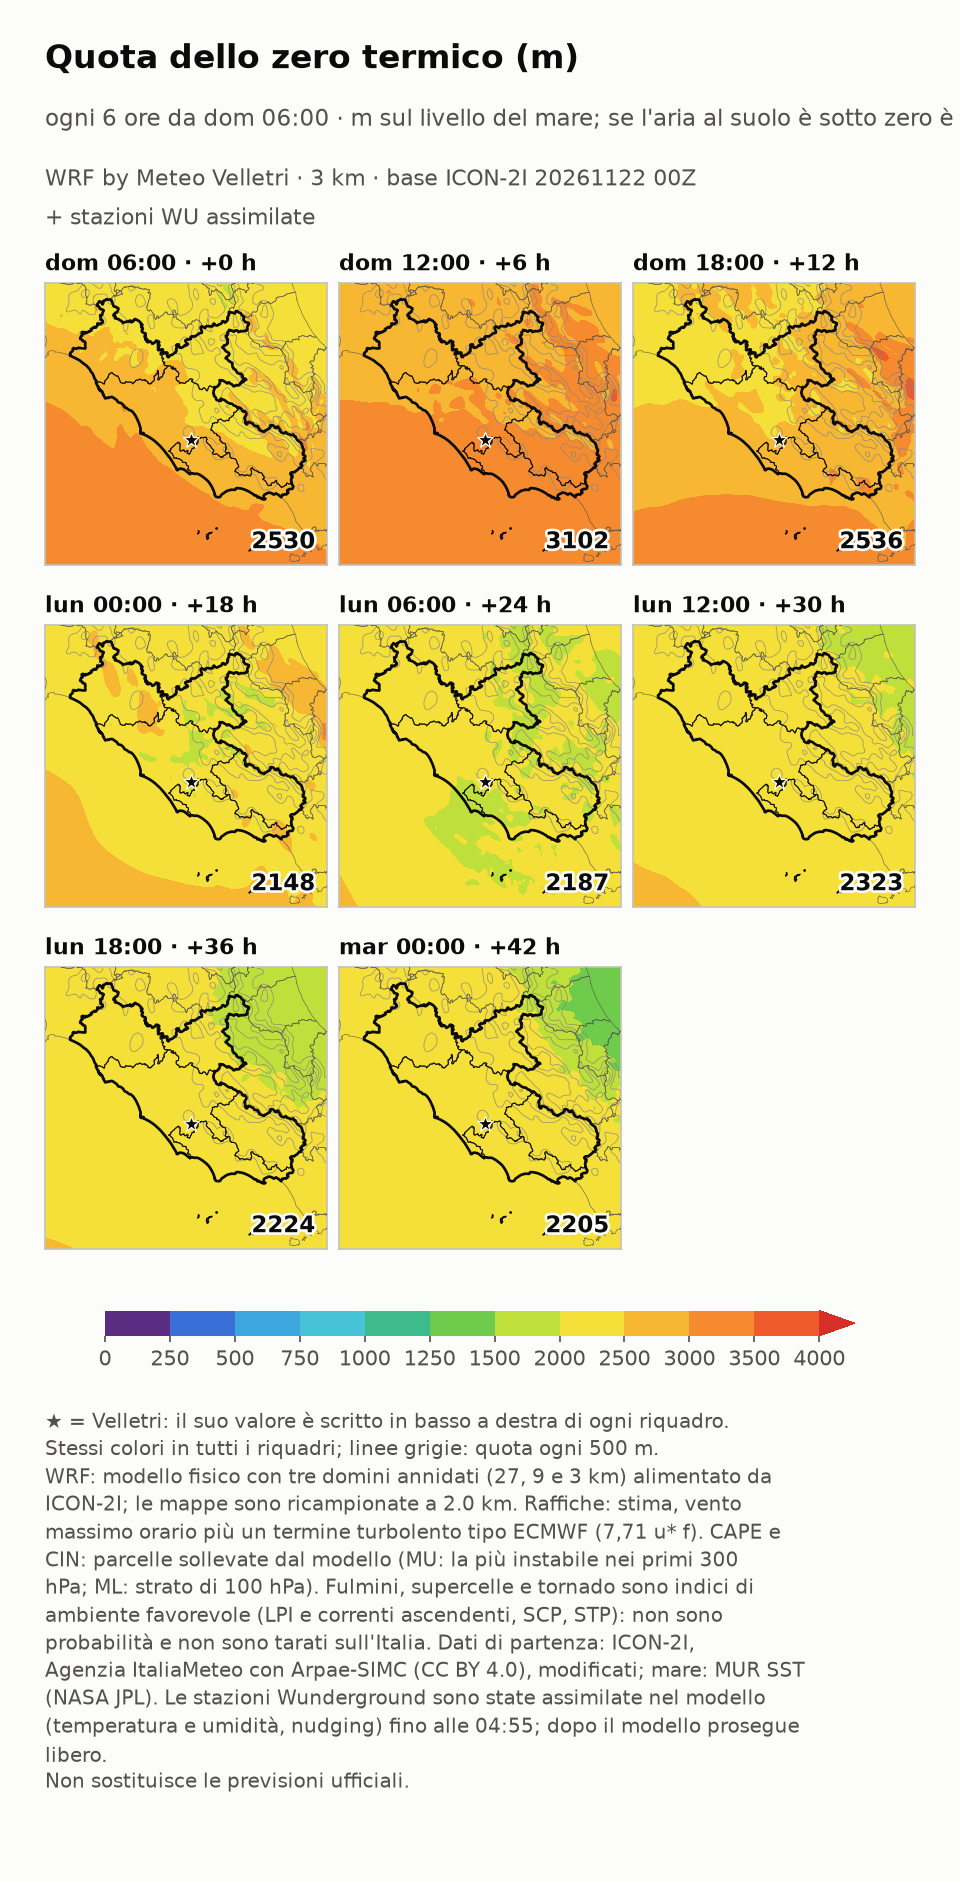 Quota dello zero termico (m)
ogni 6 ore da dom 06:00 · m sul livello del mare; se l'aria al suolo è sotto zero è
WRF by Meteo Velletri · 3 km · base ICON-2I 20261122 00Z
+ stazioni WU assimilate
dom 06:00 · +0 h
dom 12:00 · +6 h
dom 18:00 · +12 h
2530
3102
2536
lun 00:00 · +18 h
lun 06:00 · +24 h
lun 12:00 · +30 h
2148
2187
2323
lun 18:00 · +36 h
mar 00:00 · +42 h
2224
2205
0 250 500 750 1000 1250 1500 2000 2500 3000 3500 4000
★ = Velletri: il suo valore è scritto in basso a destra di ogni riquadro.
Stessi colori in tutti i riquadri; linee grigie: quota ogni 500 m.
WRF: modello fisico con tre domini annidati (27, 9 e 3 km) alimentato da
ICON-2I; le mappe sono ricampionate a 2.0 km. Raffiche: stima, vento
massimo orario più un termine turbolento tipo ECMWF (7,71 u* f). CAPE e
CIN: parcelle sollevate dal modello (MU: la più instabile nei primi 300
hPa; ML: strato di 100 hPa). Fulmini, supercelle e tornado sono indici di
ambiente favorevole (LPI e correnti ascendenti, SCP, STP): non sono
probabilità e non sono tarati sull'Italia. Dati di partenza: ICON-2I,
Agenzia ItaliaMeteo con Arpae-SIMC (CC BY 4.0), modificati; mare: MUR SST
(NASA JPL). Le stazioni Wunderground sono state assimilate nel modello
(temperatura e umidità, nudging) fino alle 04:55; dopo il modello prosegue
libero.
Non sostituisce le previsioni ufficiali.